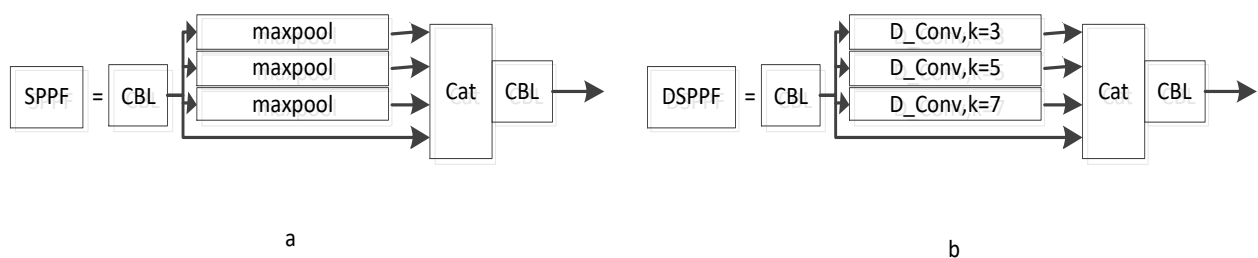 SPPF = CBL
maxpool
maxpool
maxpool
Cat CBL
a
DSPPF = CBL
D_Conv,k=3
D_Conv,k=5
D_Conv,k=7
Cat CBL
b